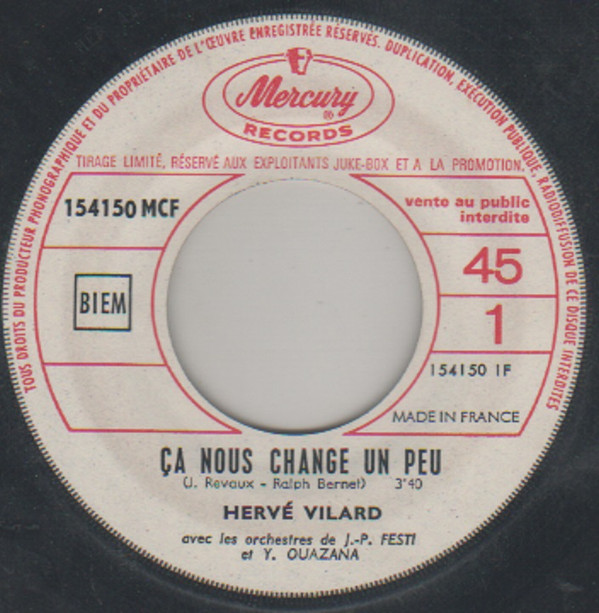 TOUS DROITS DU PRODUCTEUR PHONOGRAPHIQUE ET DU PROPRIÉTAIRE DE L'ŒUVRE ENREGISTRÉE RÉSERVES. DUPLICATION, EXÉCUTION PUBLIQUE, RADIODIFFUSION DE CE DISQUE INTERDITES
Mercury
®
RECORDS
TIRAGE LIMITÉ, RÉSERVÉ AUX EXPLOITANTS JUKE-BOX ET A LA PROMOTION.
154150 MCF
vente au public
interdite
45
BIEM
1
154150 1F
MADE IN FRANCE
ÇA NOUS CHANGE UN PEU
(J. Revaux - Ralph Bernet) 3'40
HERVÉ VILARD
avec les orchestres de J.-P. FESTI
et Y. OUAZANA